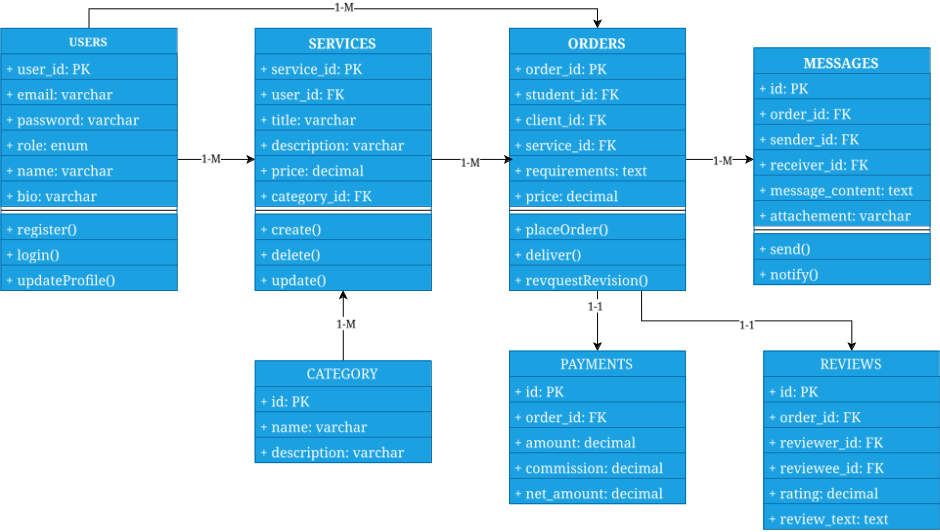 1-M
USERS
+ user_id: PK
+ email: varchar
+ password: varchar
+ role: enum
+ name: varchar
+ bio: varchar
+ register()
+ login()
+ updateProfile()
1-M
SERVICES
+ service_id: PK
+ user_id: FK
+ title: varchar
+ description: varchar
+ price: decimal
+ category_id: FK
+ create()
+ delete()
+ update()
1-M
ORDERS
+ order_id: PK
+ student_id: FK
+ client_id: FK
+ service_id: FK
+ requirements: text
+ price: decimal
+ placeOrder()
+ deliver()
+ revquestRevision()
1-M
MESSAGES
+ id: PK
+ order_id: FK
+ sender_id: FK
+ receiver_id: FK
+ message_content: text
+ attachement: varchar
+ send()
+ notify()
1-M
CATEGORY
+ id: PK
+ name: varchar
+ description: varchar
1-1
PAYMENTS
+ id: PK
+ order_id: FK
+ amount: decimal
+ commission: decimal
+ net_amount: decimal
1-1
REVIEWS
+ id: PK
+ order_id: FK
+ reviewer_id: FK
+ reviewee_id: FK
+ rating: decimal
+ review_text: text